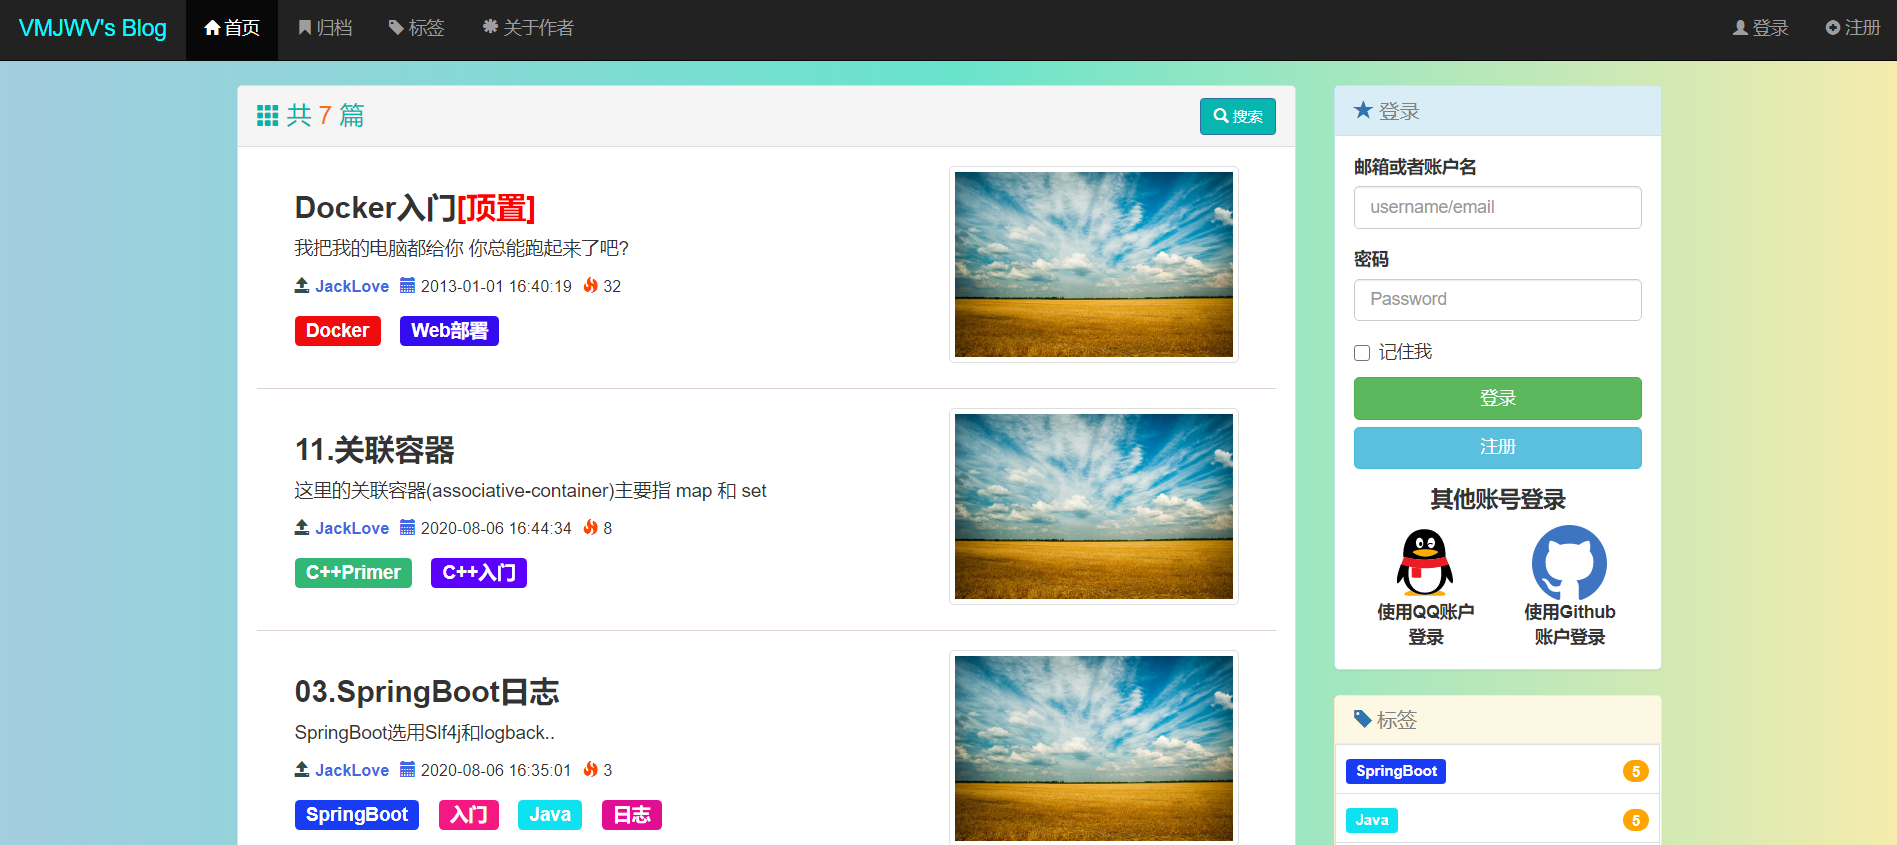 VMJWV's Blog 首页 归档 标签 关于作者 登录 注册
共 7 篇 搜索
Docker入门[顶置]
我把我的电脑都给你 你总能跑起来了吧?
JackLove 2013-01-01 16:40:19 32
Docker Web部署
11.关联容器
这里的关联容器(associative-container)主要指 map 和 set
JackLove 2020-08-06 16:44:34 8
C++Primer C++入门
03.SpringBoot日志
SpringBoot选用Slf4j和logback..
JackLove 2020-08-06 16:35:01 3
SpringBoot 入门 Java 日志
登录
邮箱或者账户名
username/email
密码
Password
记住我
登录
注册
其他账号登录
使用QQ账户
登录
使用Github
账户登录
标签
SpringBoot 5
Java 5